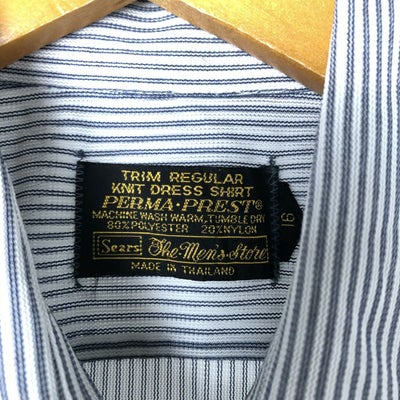 TRIM REGULAR
KNIT DRESS SHIRT
PERMA·PREST®
MACHINE WASH WARM, TUMBLE DRY
80% POLYESTER 20% NYLON
Sears The·Men's·Store
MADE IN THAILAND
16